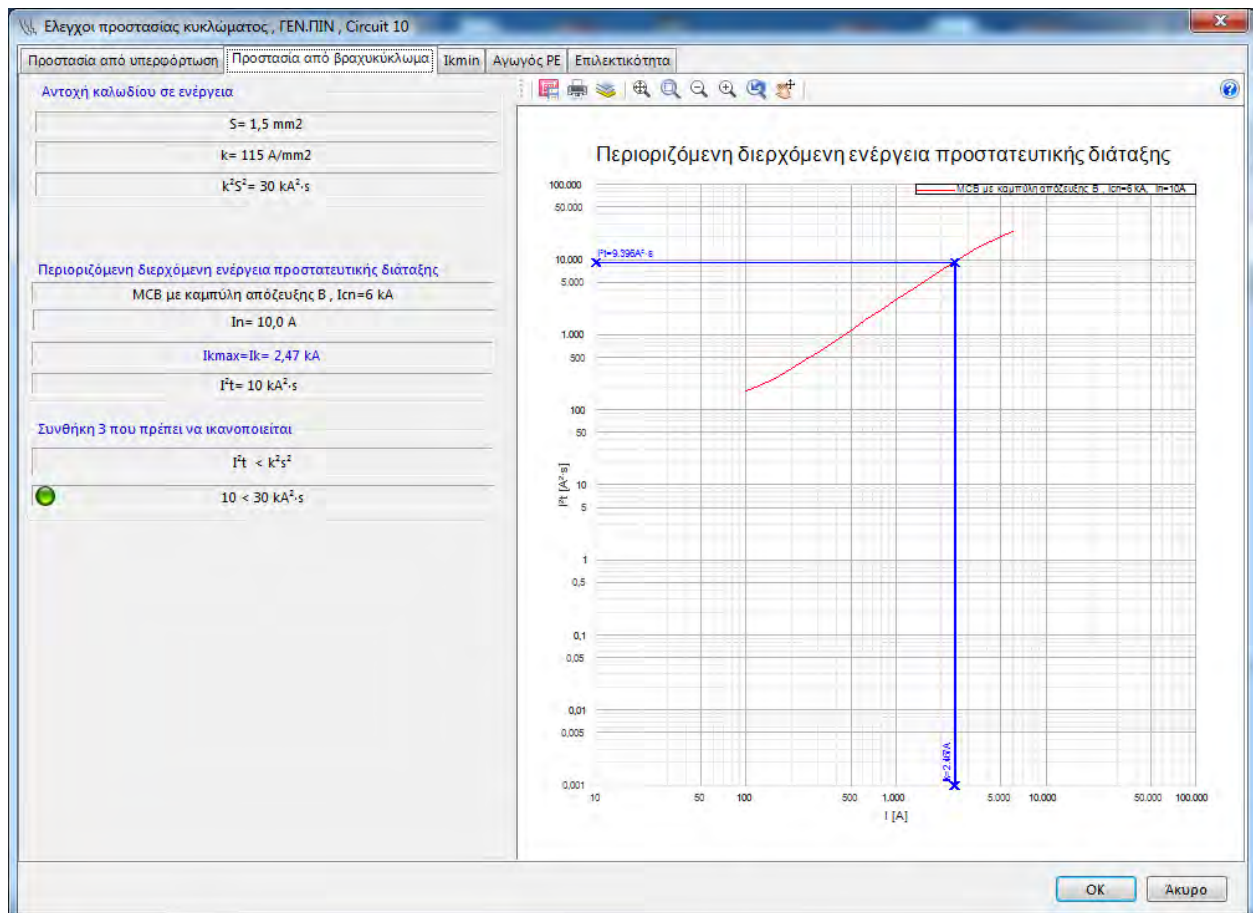 Ελεγχοι προστασίας κυκλώματος , ΓΕΝ.ΠΙΝ , Circuit 10
Προστασία από υπερφόρτωση Προστασία από βραχυκύκλωμα Ikmin Αγωγός PE Επιλεκτικότητα
Αντοχή καλωδίου σε ενέργεια
S= 1,5 mm2
k= 115 A/mm2
k²S²= 30 kA²·s
Περιοριζόμενη διερχόμενη ενέργεια προστατευτικής διάταξης
MCB με καμπύλη απόζευξης B , Icn=6 kA
In= 10,0 A
Ikmax=Ik= 2,47 kA
I²t= 10 kA²·s
Συνθήκη 3 που πρέπει να ικανοποιείται
I²t < k²s²
10 < 30 kA²·s
Περιοριζόμενη διερχόμενη ενέργεια προστατευτικής διάταξης
MCB με καμπύλη απόζευξης B , Icn=6 kA, In=10A
100.000
50.000
10.000
5.000
1.000
500
100
50
10
5
1
0,5
0,1
0,05
0,01
0,005
0,001
I²t [A²·s]
I²t=9.396A²·s
Ik=2.467A
10 50 100 500 1.000 5.000 10.000 50.000 100.000
I [A]
OK Άκυρο